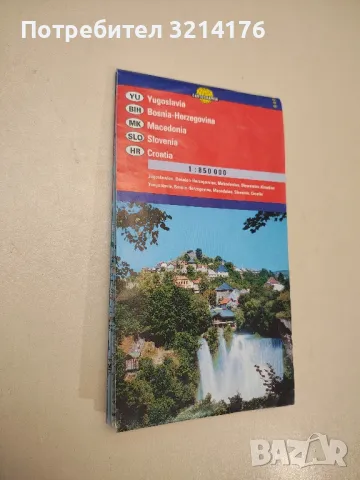 Потребител 3214176
YU Yugoslavia
BIH Bosnia-Herzegovina
MK Macedonia
SLO Slovenia
HR Croatia
1:850 000
BAZAR.bg